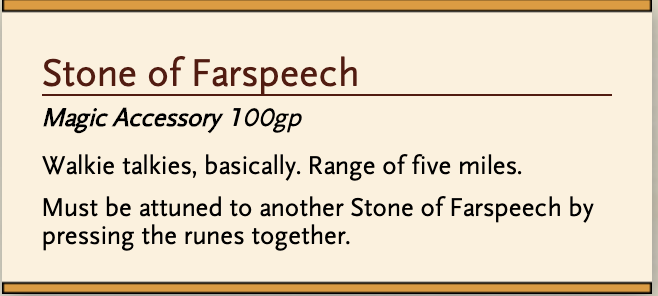 Stone of Farspeech
Magic Accessory 100gp
Walkie talkies, basically. Range of five miles.
Must be attuned to another Stone of Farspeech by
pressing the runes together.